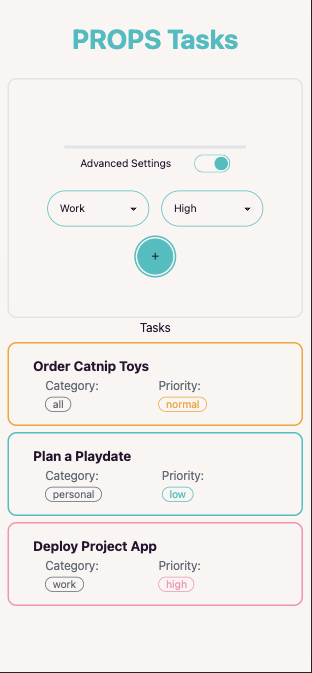 PROPS Tasks
Advanced Settings
Work High
+
Tasks
Order Catnip Toys
Category: Priority:
all normal
Plan a Playdate
Category: Priority:
personal low
Deploy Project App
Category: Priority:
work high